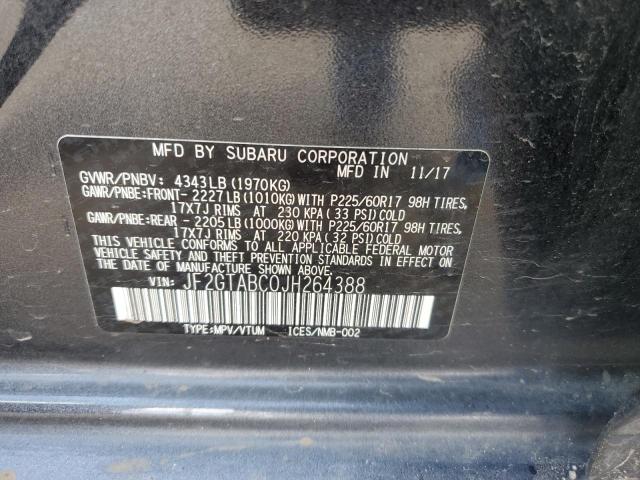 MFD BY SUBARU CORPORATION
MFD IN 11/17
GVWR/PNBV: 4343LB(1970KG)
GAWR/PNBE:FRONT- 2227LB(1010KG)WITH P225/60R17 98H TIRES,
17X7J RIMS AT 230 KPA(33 PSI)COLD
GAWR/PNBE:REAR - 2205LB(1000KG)WITH P225/60R17 98H TIRES,
17X7J RIMS AT 220 KPA(32 PSI)COLD
THIS VEHICLE CONFORMS TO ALL APPLICABLE FEDERAL MOTOR
VEHICLE SAFETY AND THEFT PREVENTION STANDARDS IN EFFECT
ON THE DATE OF MANUFACTURE SHOWN ABOVE.
VIN: JF2GTABC0JH264388
TYPE:MPV/VTUM ICES/NMB-002